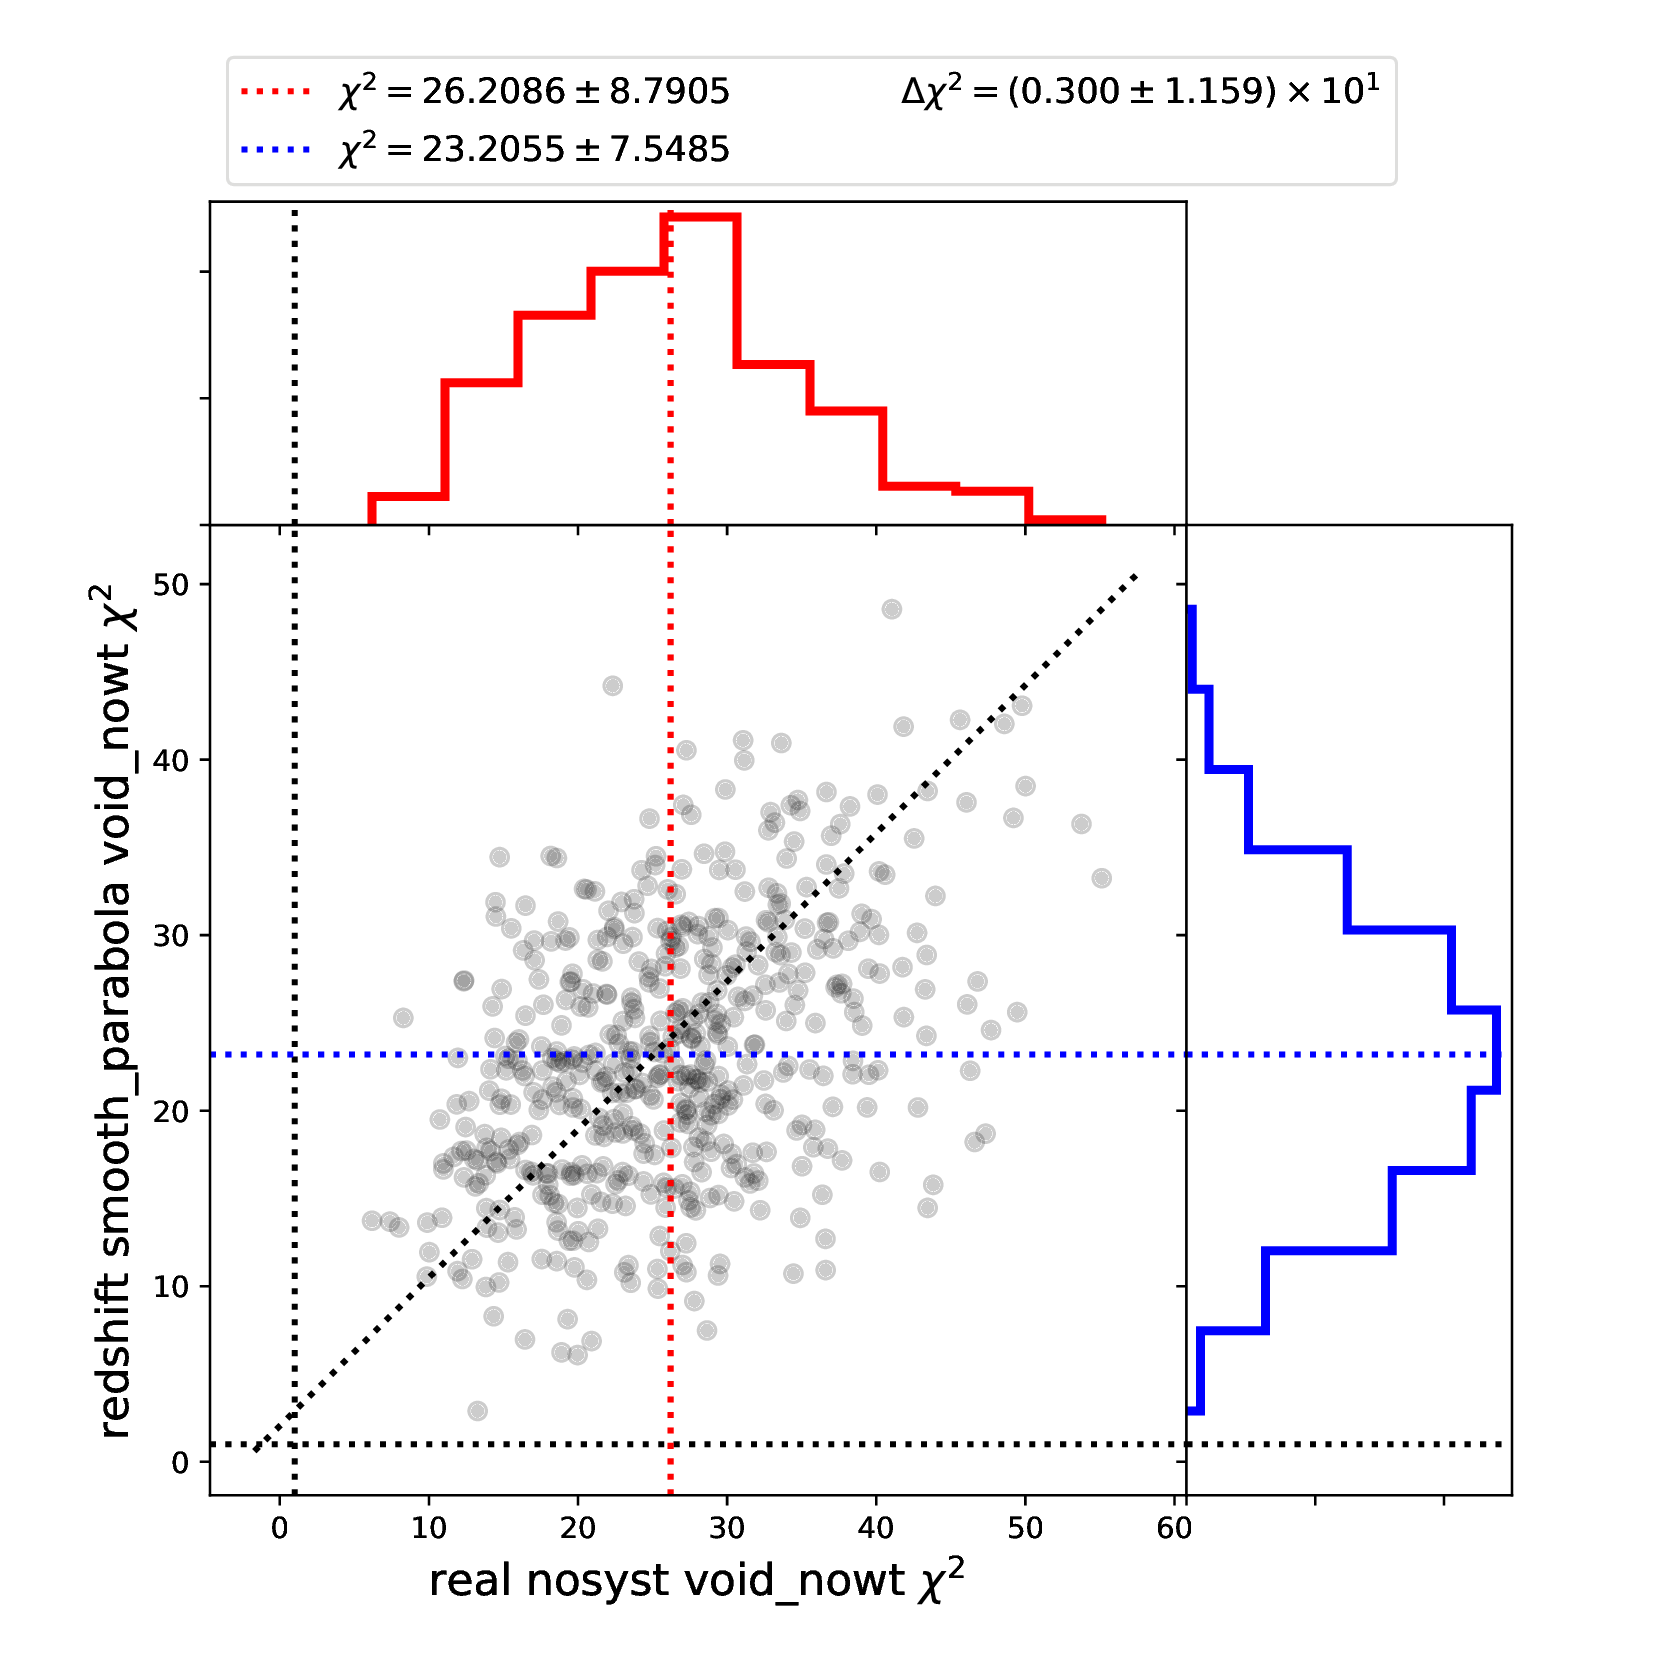 χ² = 26.2086 ± 8.7905
χ² = 23.2055 ± 7.5485
Δχ² = (0.300 ± 1.159) × 10¹
redshift smooth_parabola void_nowt χ²
50
40
30
20
10
0
0 10 20 30 40 50 60
real nosyst void_nowt χ²